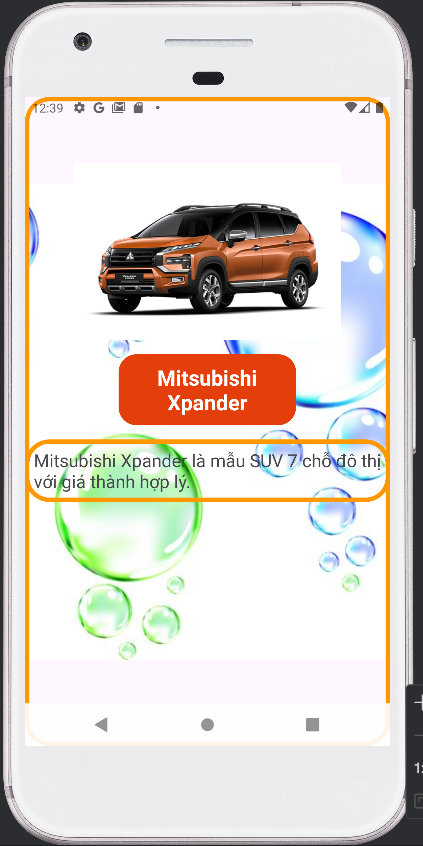 12:39
Mitsubishi
Xpander
Mitsubishi Xpander là mẫu SUV 7 chỗ đô thị
với giá thành hợp lý.